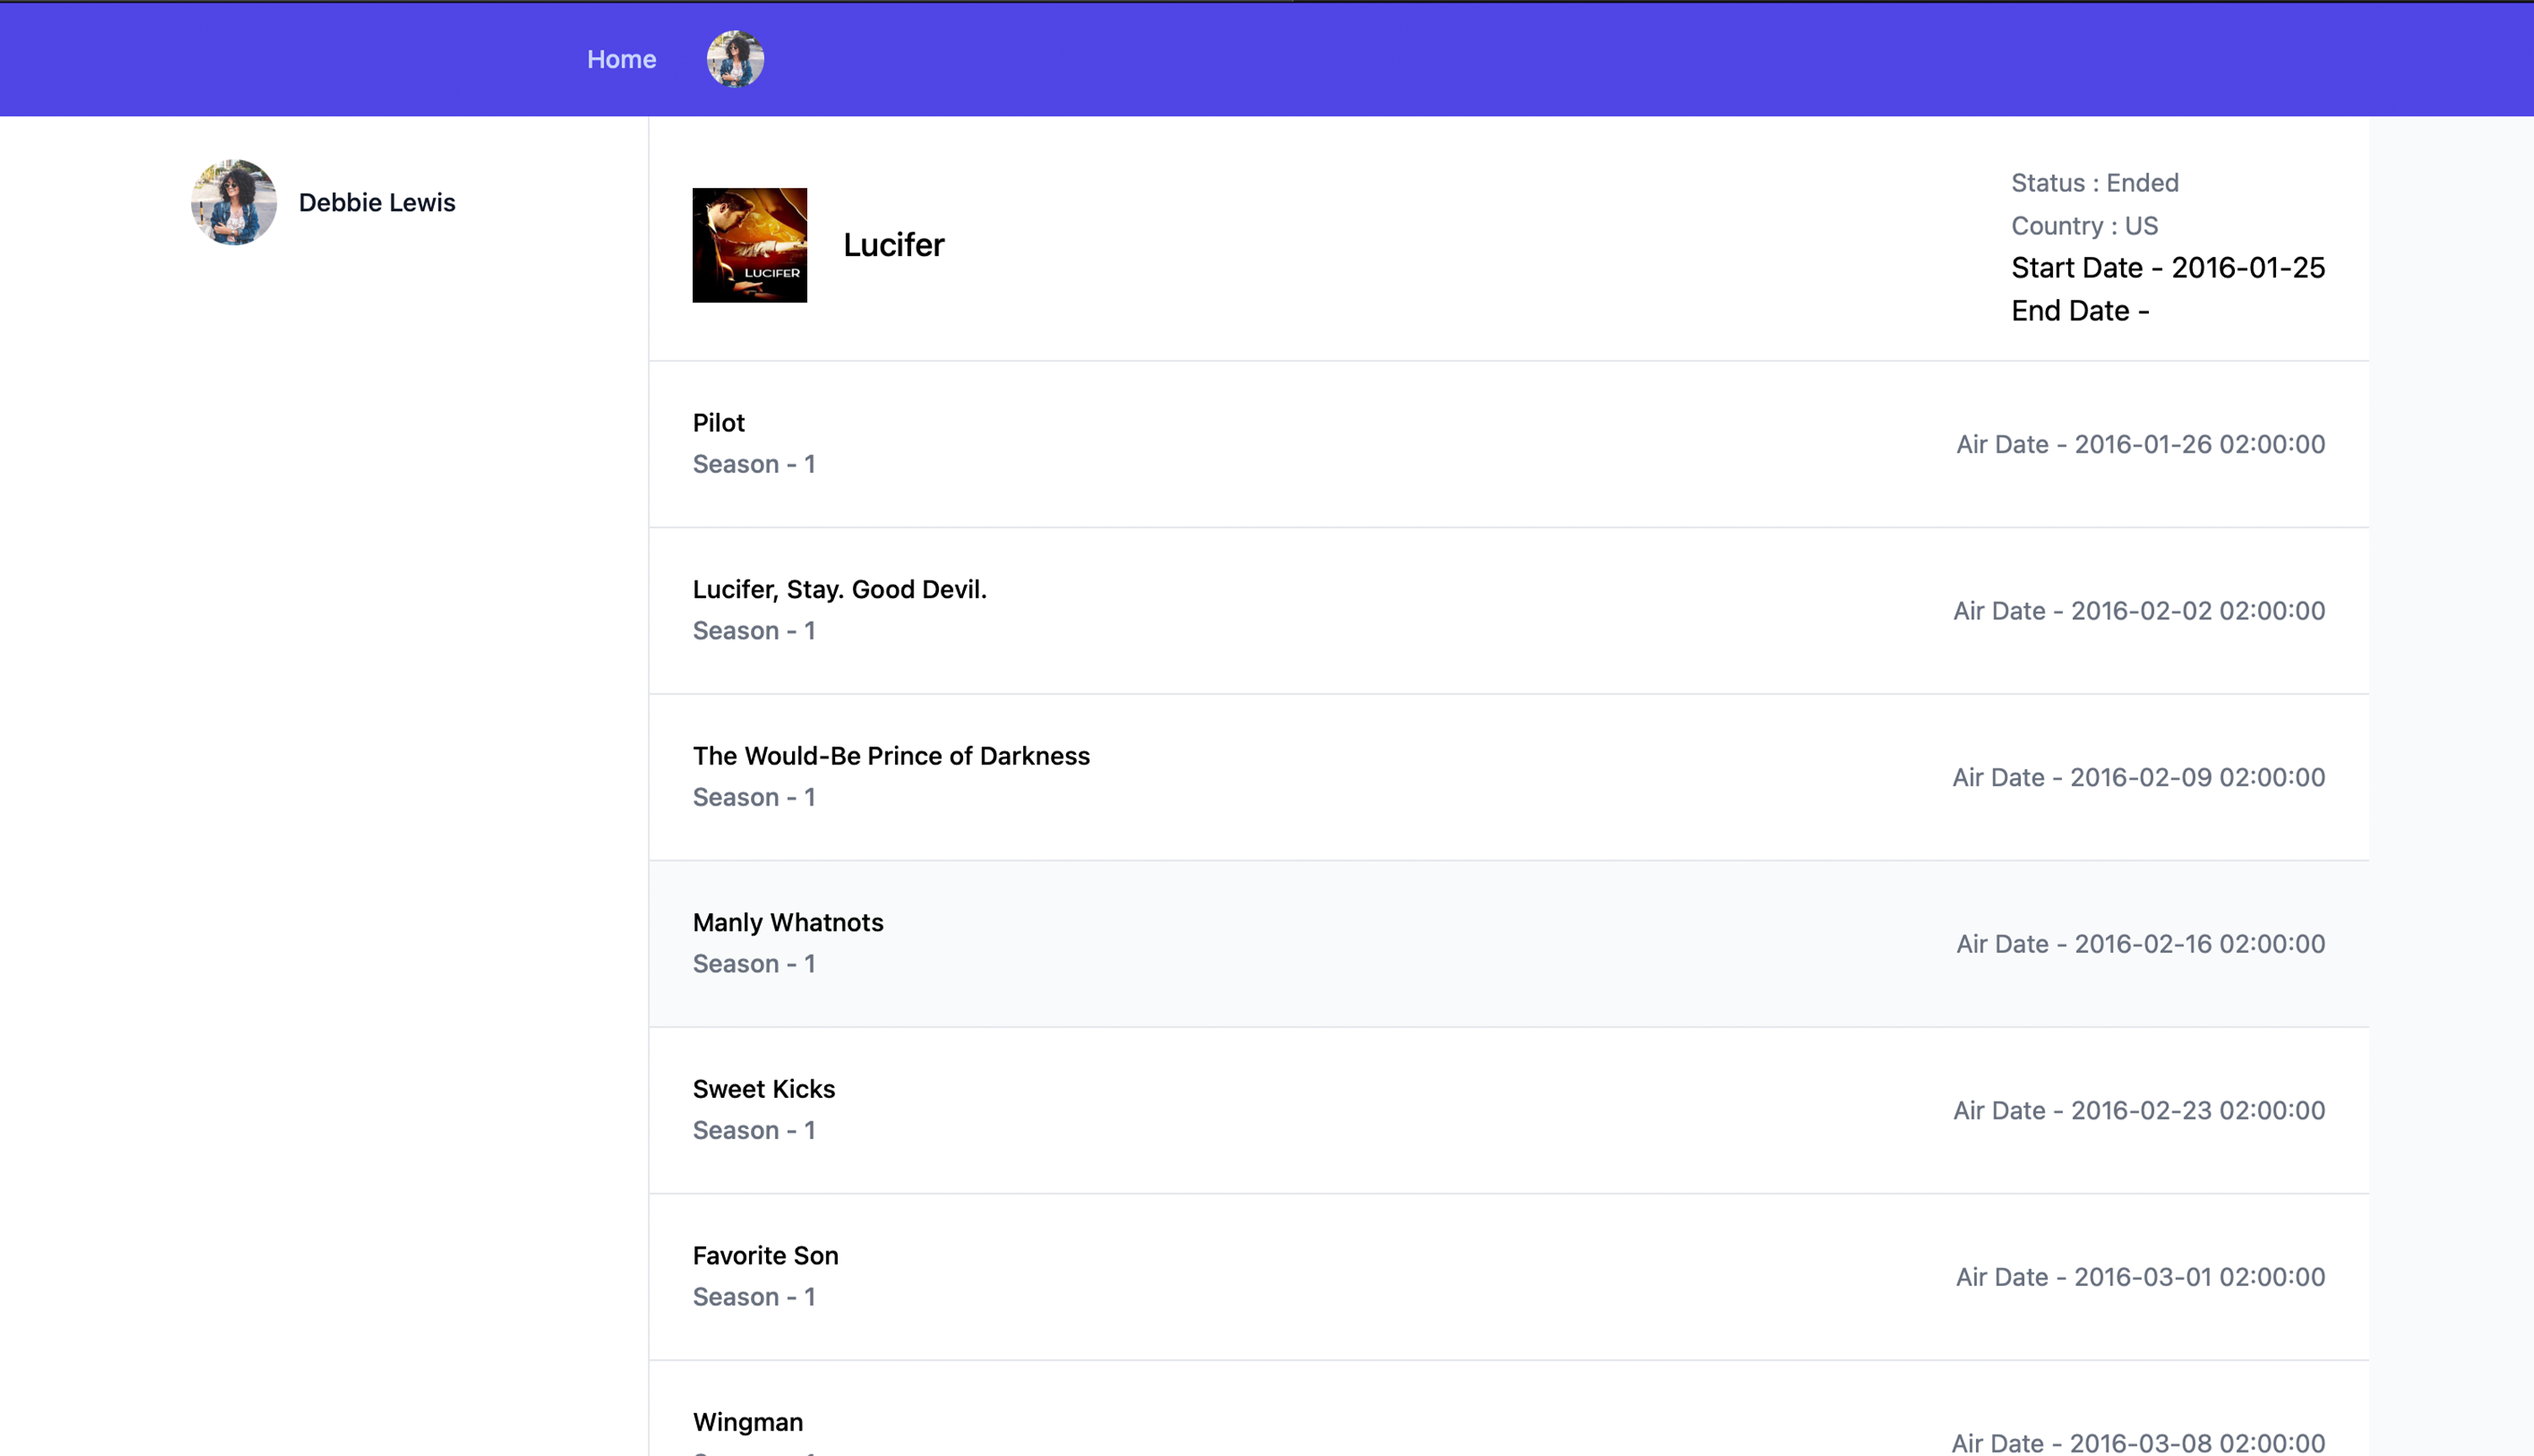 Home
Debbie Lewis
LUCIFER
Lucifer
Status : Ended
Country : US
Start Date - 2016-01-25
End Date -
Pilot
Season - 1
Air Date - 2016-01-26 02:00:00
Lucifer, Stay. Good Devil.
Season - 1
Air Date - 2016-02-02 02:00:00
The Would-Be Prince of Darkness
Season - 1
Air Date - 2016-02-09 02:00:00
Manly Whatnots
Season - 1
Air Date - 2016-02-16 02:00:00
Sweet Kicks
Season - 1
Air Date - 2016-02-23 02:00:00
Favorite Son
Season - 1
Air Date - 2016-03-01 02:00:00
Wingman
Air Date - 2016-03-08 02:00:00